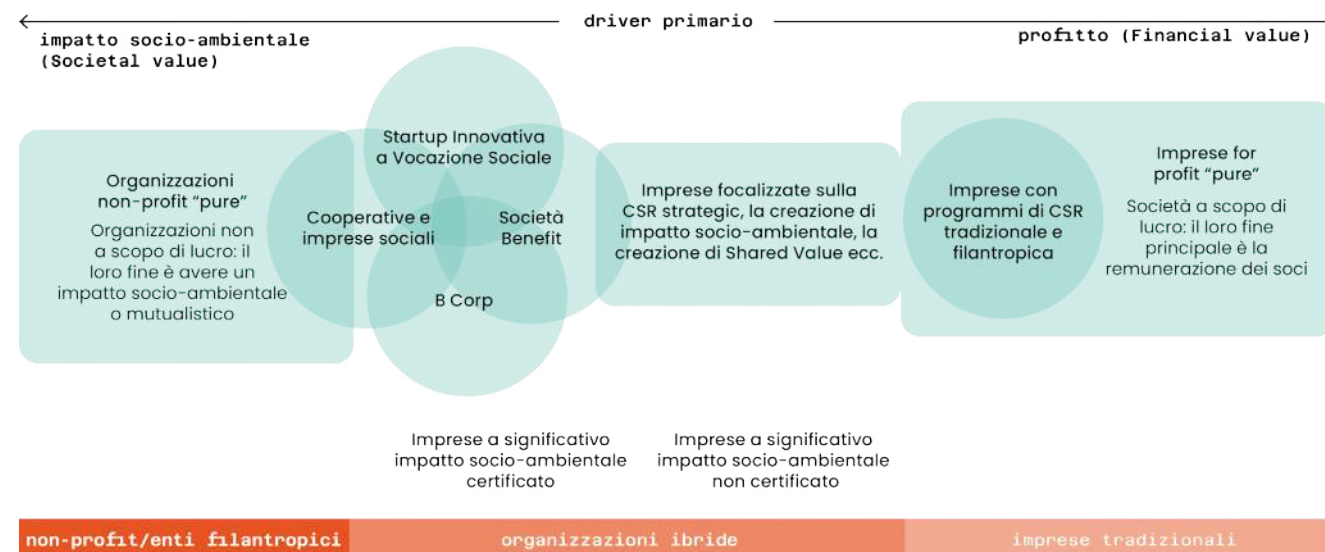 driver primario
impatto socio-ambientale
(Societal value)
profitto (Financial value)
Startup Innovativa
a Vocazione Sociale
Organizzazioni
non-profit “pure”
Organizzazioni non
a scopo di lucro: il
loro fine è avere un
impatto socio-ambientale
o mutualistico
Cooperative e
imprese sociali
Società
Benefit
B Corp
Imprese focalizzate sulla
CSR strategic, la creazione di
impatto socio-ambientale, la
creazione di Shared Value ecc.
Imprese con
programmi di CSR
tradizionale e
filantropica
Imprese for
profit “pure”
Società a scopo di
lucro: il loro fine
principale è la
remunerazione dei soci
Imprese a significativo
impatto socio-ambientale
certificato
Imprese a significativo
impatto socio-ambientale
non certificato
non-profit/enti filantropici
organizzazioni ibride
imprese tradizionali